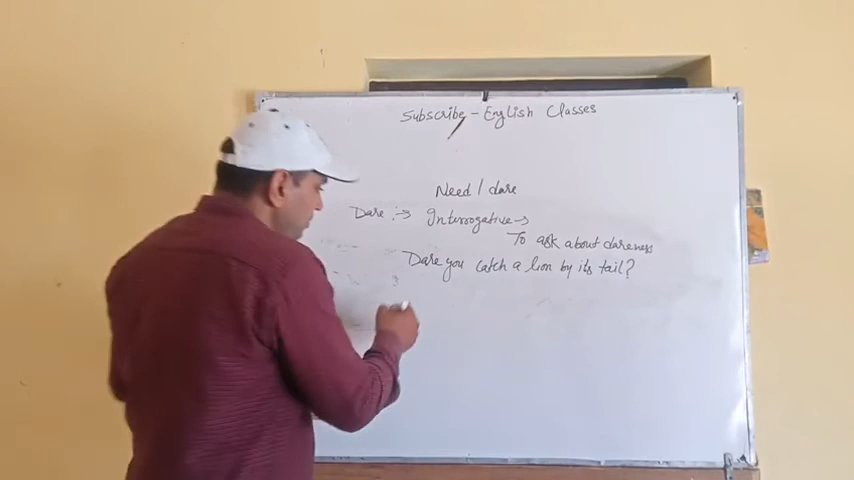 Subscribe - English Classes
Need / dare
Dare :→ Interrogative →
To ask about dareness
Dare you catch a lion by its tail?